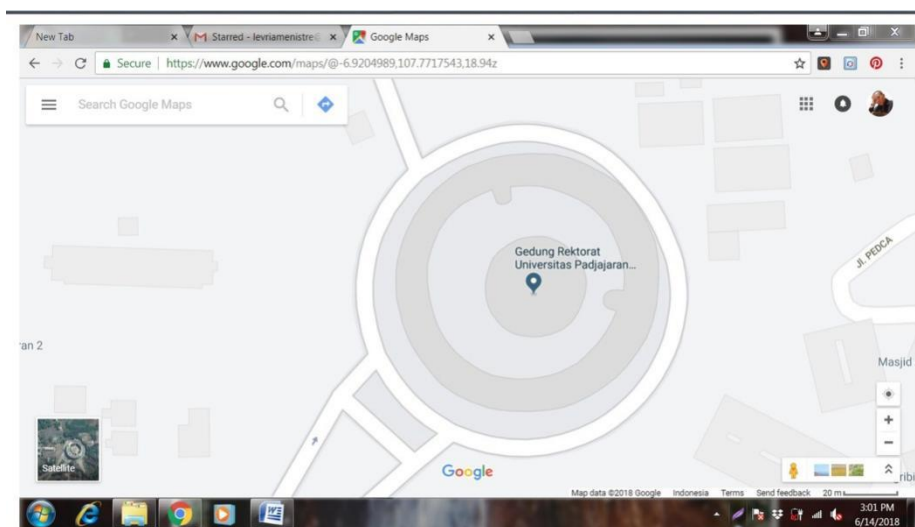 New Tab
Starred - levriamenistre
Google Maps
Secure
https://www.google.com/maps/@-6.9204989,107.7717543,18.94z
Search Google Maps
Gedung Rektorat
Universitas Padjajaran...
Jl. PEDCA
ran 2
Masjid
Satellite
Google
ribi
Map data ©2018 Google Indonesia Terms Send feedback 20 m
3:01 PM
6/14/2018